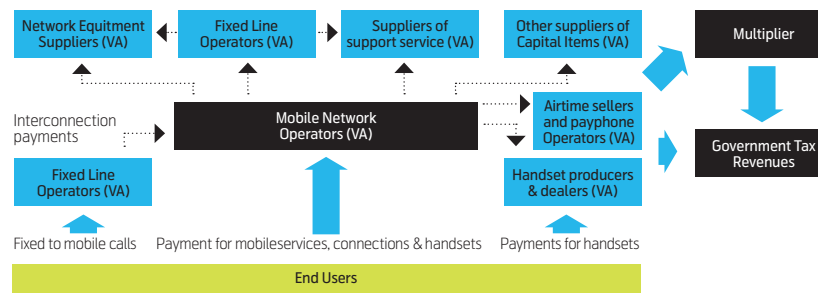 Network Equitment
Suppliers (VA)
Fixed Line
Operators (VA)
Suppliers of
support service (VA)
Other suppliers of
Capital Items (VA)
Multiplier
Interconnection
payments
Mobile Network
Operators (VA)
Airtime sellers
and payphone
Operators (VA)
Government Tax
Revenues
Fixed Line
Operators (VA)
Handset producers
& dealers (VA)
Fixed to mobile calls
Payment for mobileservices, connections & handsets
Payments for handsets
End Users